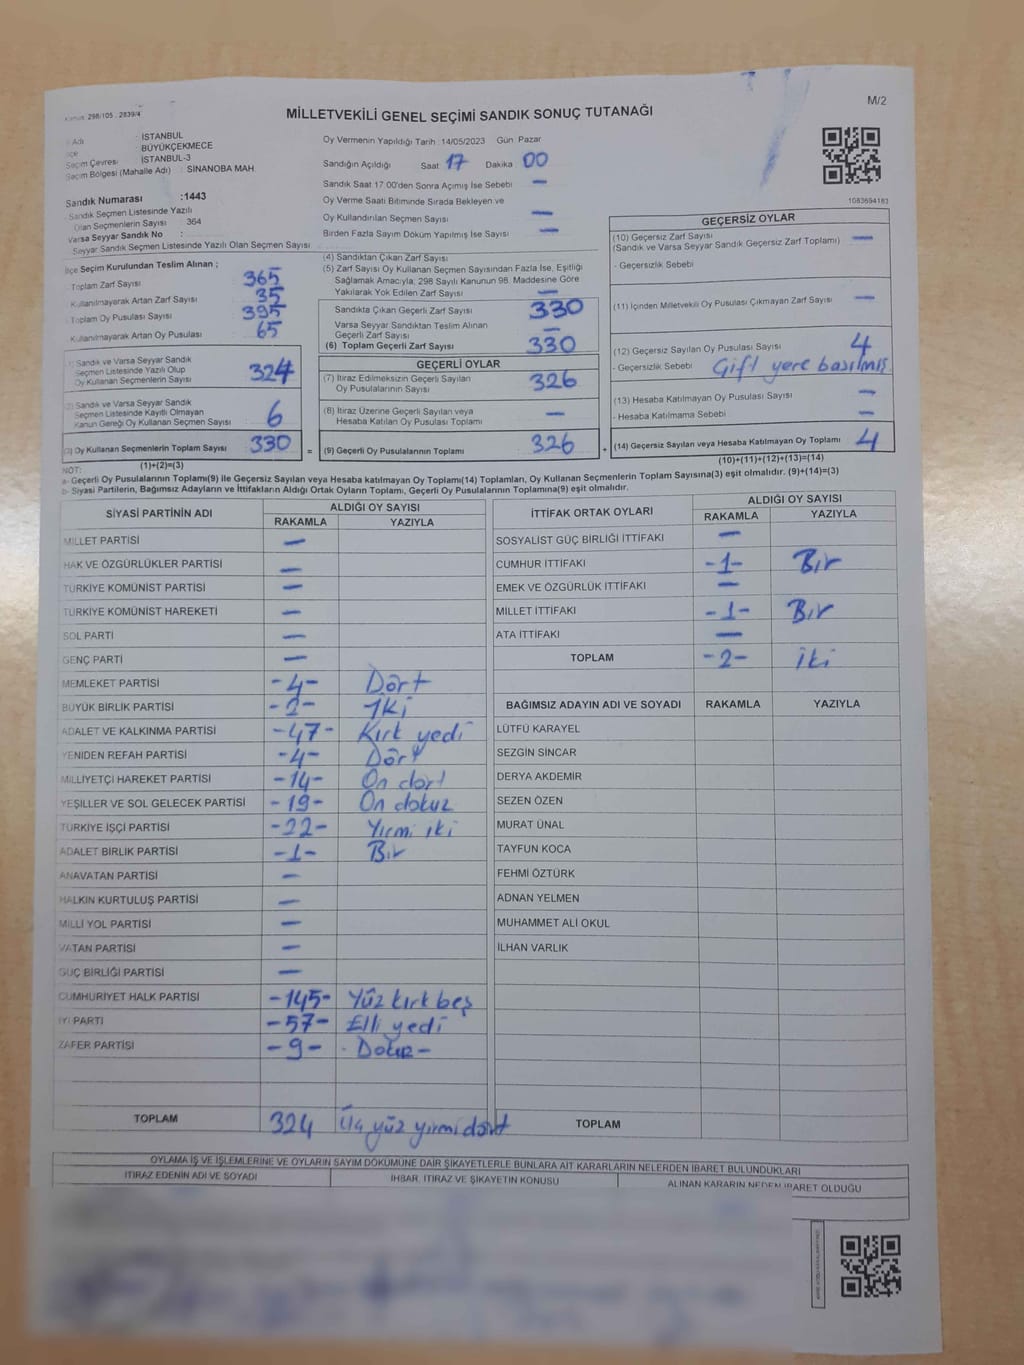 298/105 . 2839/4
M/2
MİLLETVEKİLİ GENEL SEÇİMİ SANDIK SONUÇ TUTANAĞI
Adı : İSTANBUL
BÜYÜKÇEKMECE
Seçim Çevresi İSTANBUL-3
Seçim Bölgesi (Mahalle Adı) : SİNANOBA MAH
Oy Vermenin Yapıldığı Tarih :14/05/2023 Gün :Pazar
Sandığın Açıldığı Saat 17 Dakika 00
Sandık Saat 17:00'den Sonra Açılmış İse Sebebi —
Oy Verme Saati Bitiminde Sırada Bekleyen ve
Oy Kullandırılan Seçmen Sayısı —
Birden Fazla Sayım Döküm Yapılmış İse Sayısı —
1083694183
Sandık Numarası :1443
Sandık Seçmen Listesinde Yazılı
Olan Seçmenlerin Sayısı : 364
Varsa Seyyar Sandık No :
Seyyar Sandık Seçmen Listesinde Yazılı Olan Seçmen Sayısı :
İlçe Seçim Kurulundan Teslim Alınan ;
Toplam Zarf Sayısı 365
Kullanılmayarak Artan Zarf Sayısı 35
Toplam Oy Pusulası Sayısı 395
Kullanılmayarak Artan Oy Pusulası 65
(1) Sandık ve Varsa Seyyar Sandık
Seçmen Listesinde Yazılı Olup
Oy Kullanan Seçmenlerin Sayısı 324
(2) Sandık ve Varsa Seyyar Sandık
Seçmen Listesinde Kayıtlı Olmayan
Kanun Gereği Oy Kullanan Seçmen Sayısı 6
(3) Oy Kullanan Seçmenlerin Toplam Sayısı 330
(1)+(2)=(3)
(4) Sandıktan Çıkan Zarf Sayısı
(5) Zarf Sayısı Oy Kullanan Seçmen Sayısından Fazla İse, Eşitliği
Sağlamak Amacıyla; 298 Sayılı Kanunun 98. Maddesine Göre
Yakılarak Yok Edilen Zarf Sayısı —
Sandıkta Çıkan Geçerli Zarf Sayısı 330
Varsa Seyyar Sandıktan Teslim Alınan
Geçerli Zarf Sayısı —
(6) Toplam Geçerli Zarf Sayısı 330
GEÇERLİ OYLAR
(7) İtiraz Edilmeksizin Geçerli Sayılan
Oy Pusulalarının Sayısı 326
(8) İtiraz Üzerine Geçerli Sayılan veya
Hesaba Katılan Oy Pusulası Toplamı —
= (9) Geçerli Oy Pusulalarının Toplamı 326 +
GEÇERSİZ OYLAR
(10) Geçersiz Zarf Sayısı
(Sandık ve Varsa Seyyar Sandık Geçersiz Zarf Toplamı) —
- Geçersizlik Sebebi
(11) İçinden Milletvekili Oy Pusulası Çıkmayan Zarf Sayısı —
(12) Geçersiz Sayılan Oy Pusulası Sayısı 4
- Geçersizlik Sebebi Çift yere basılmış
(13) Hesaba Katılmayan Oy Pusulası Sayısı —
- Hesaba Katılmama Sebebi —
(14) Geçersiz Sayılan veya Hesaba Katılmayan Oy Toplamı 4
(10)+(11)+(12)+(13)=(14)
NOT:
a- Geçerli Oy Pusulalarının Toplamı(9) ile Geçersiz Sayılan veya Hesaba katılmayan Oy Toplamı(14) Toplamları, Oy Kullanan Seçmenlerin Toplam Sayısına(3) eşit olmalıdır. (9)+(14)=(3)
b- Siyasi Partilerin, Bağımsız Adayların ve İttifakların Aldığı Ortak Oyların Toplamı, Geçerli Oy Pusulalarının Toplamına(9) eşit olmalıdır.
SİYASİ PARTİNİN ADI ALDIĞI OY SAYISI
RAKAMLA YAZIYLA
MİLLET PARTİSİ —
HAK VE ÖZGÜRLÜKLER PARTİSİ —
TÜRKİYE KOMÜNİST PARTİSİ —
TÜRKİYE KOMÜNİST HAREKETİ —
SOL PARTİ —
GENÇ PARTİ —
MEMLEKET PARTİSİ -4- Dört
BÜYÜK BİRLİK PARTİSİ -2- İKi
ADALET VE KALKINMA PARTİSİ -47- Kırk yedi
YENİDEN REFAH PARTİSİ -4- Dört
MİLLİYETÇİ HAREKET PARTİSİ -14- On dört
YEŞİLLER VE SOL GELECEK PARTİSİ -19- On dokuz
TÜRKİYE İŞÇİ PARTİSİ -22- Yirmi iki
ADALET BİRLİK PARTİSİ -1- Bir
ANAVATAN PARTİSİ —
HALKIN KURTULUŞ PARTİSİ —
MİLLİ YOL PARTİSİ —
VATAN PARTİSİ —
GÜÇ BİRLİĞİ PARTİSİ —
CUMHURİYET HALK PARTİSİ -145- Yüz kırk beş
İYİ PARTİ -57- Elli yedi
ZAFER PARTİSİ -9- - Dokuz -
TOPLAM 324 Üç yüz yirmi dört
İTTİFAK ORTAK OYLARI ALDIĞI OY SAYISI
RAKAMLA YAZIYLA
SOSYALİST GÜÇ BİRLİĞİ İTTİFAKI —
CUMHUR İTTİFAKI -1- Bir
EMEK VE ÖZGÜRLÜK İTTİFAKI —
MİLLET İTTİFAKI -1- Bir
ATA İTTİFAKI —
TOPLAM -2- İki
BAĞIMSIZ ADAYIN ADI VE SOYADI RAKAMLA YAZIYLA
LÜTFÜ KARAYEL
SEZGİN SİNCAR
DERYA AKDEMİR
SEZEN ÖZEN
MURAT ÜNAL
TAYFUN KOCA
FEHMİ ÖZTÜRK
ADNAN YELMEN
MUHAMMET ALİ OKUL
İLHAN VARLIK
TOPLAM
OYLAMA İŞ VE İŞLEMLERİNE VE OYLARIN SAYIM DÖKÜMÜNE DAİR ŞİKAYETLERLE BUNLARA AİT KARARLARIN NELERDEN İBARET BULUNDUKLARI
İTİRAZ EDENİN ADI VE SOYADI İHBAR, İTİRAZ VE ŞİKAYETİN KONUSU ALINAN KARARIN NEDEN İBARET OLDUĞU